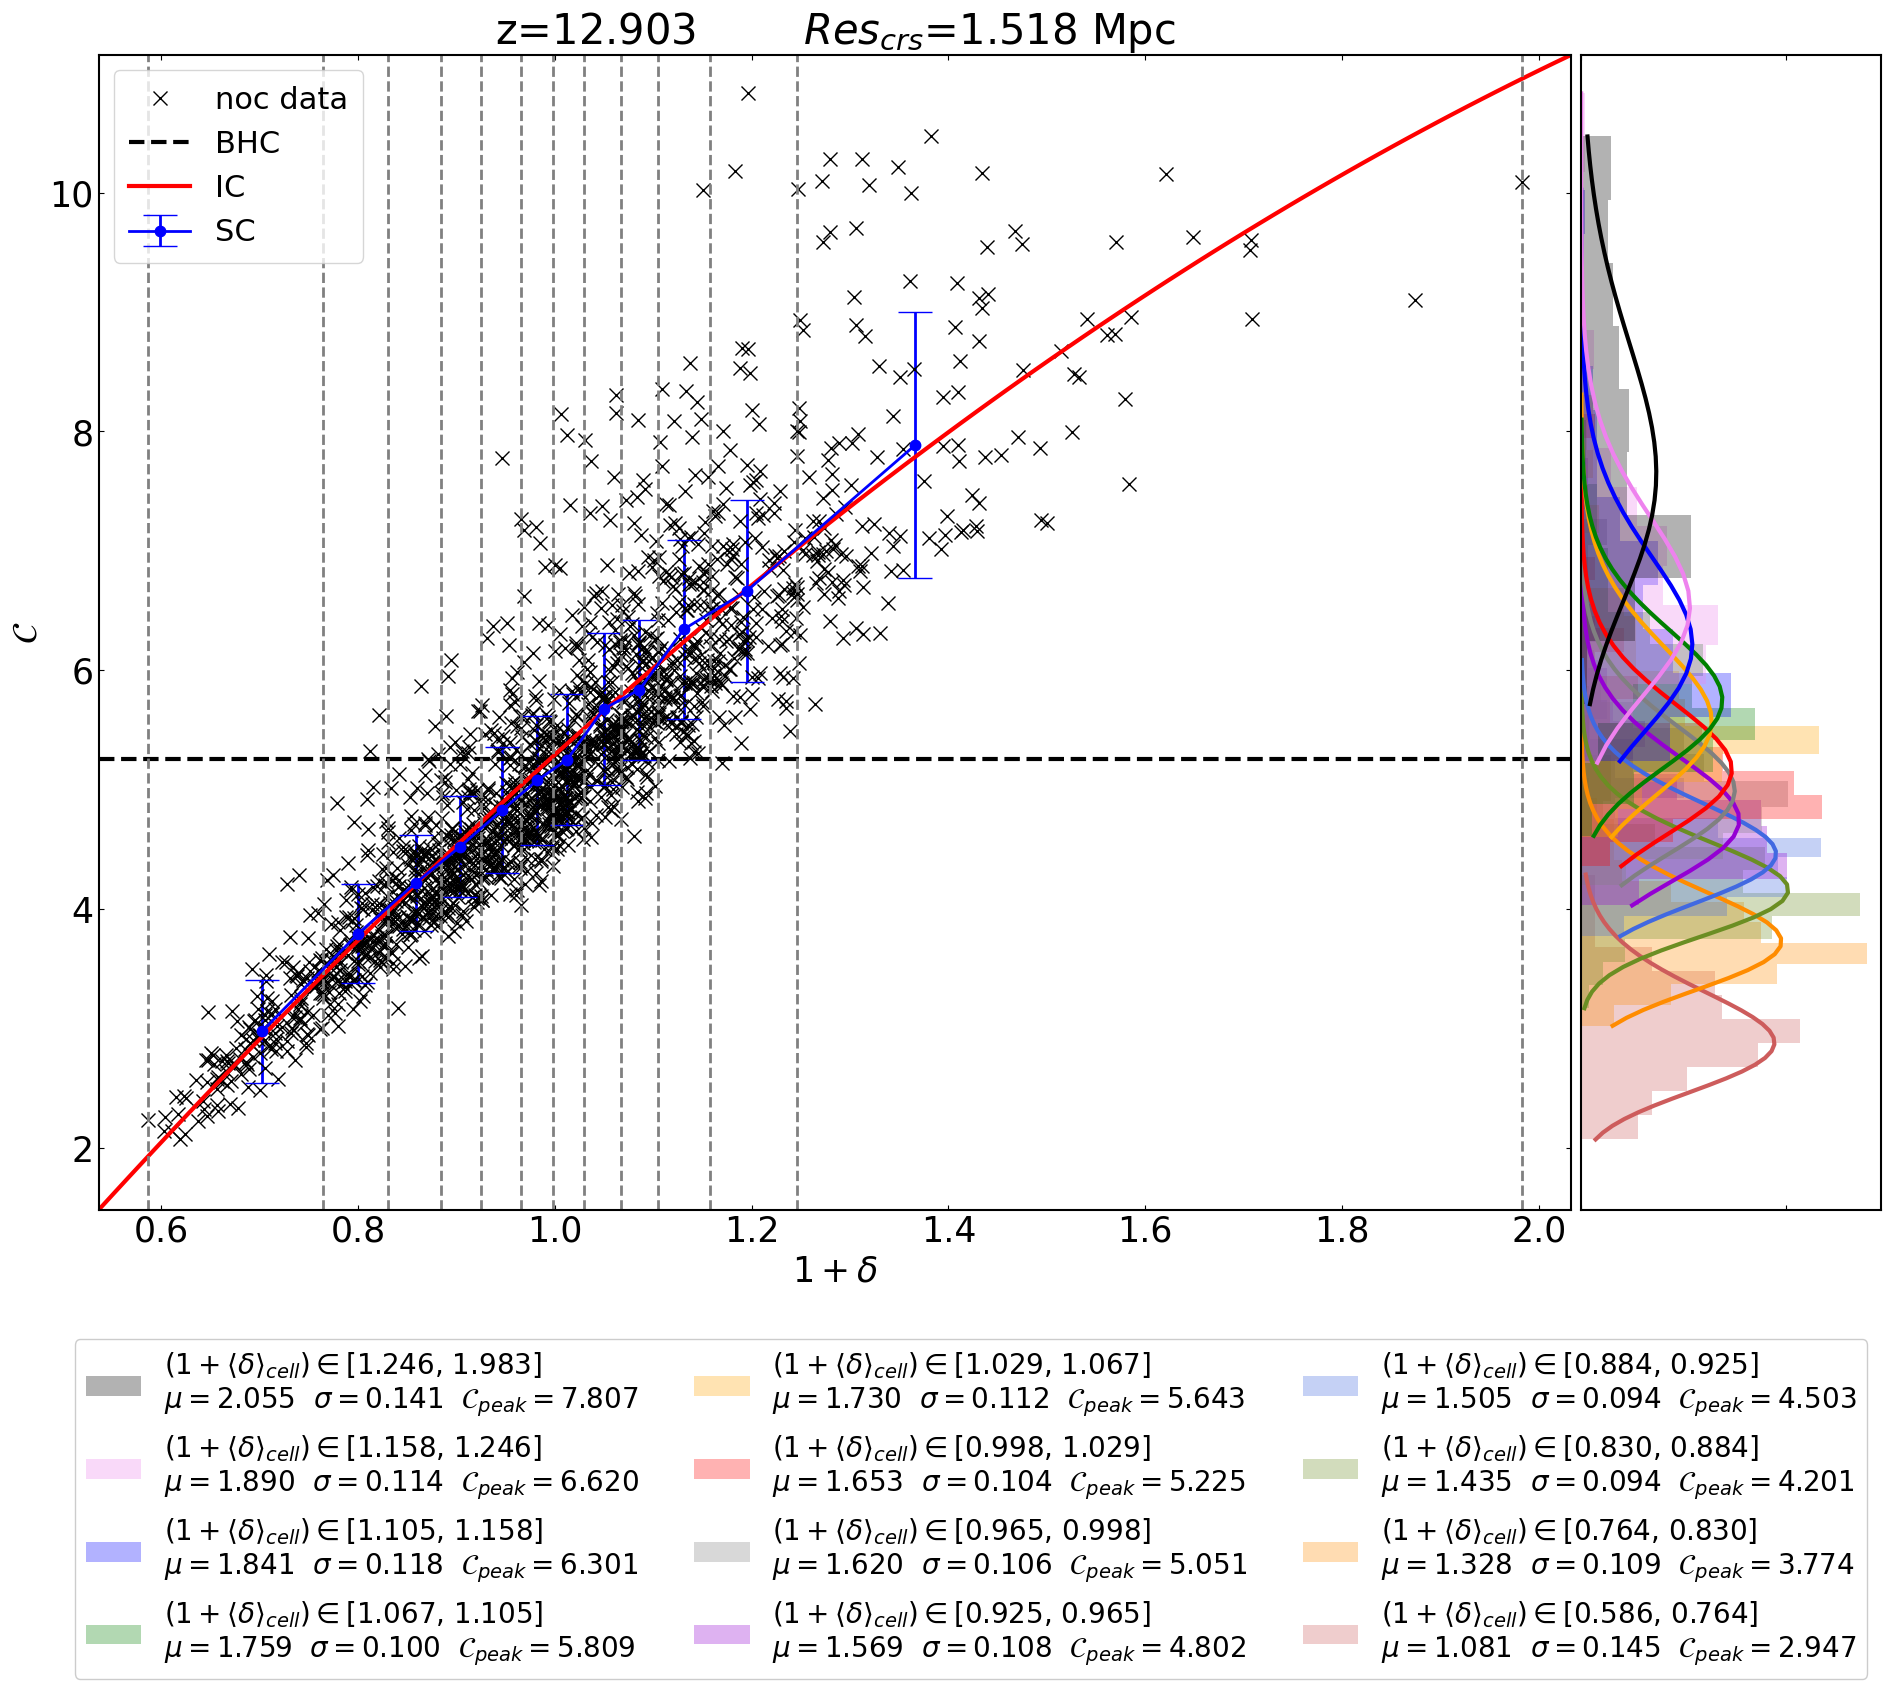 z=12.903 Res_crs=1.518 Mpc
noc data
BHC
IC
SC
10
8
6
4
2
𝒞
0.6 0.8 1.0 1.2 1.4 1.6 1.8 2.0
1 + δ
(1 + ⟨δ⟩_cell) ∈ [1.246, 1.983]
μ = 2.055 σ = 0.141 𝒞_peak = 7.807
(1 + ⟨δ⟩_cell) ∈ [1.158, 1.246]
μ = 1.890 σ = 0.114 𝒞_peak = 6.620
(1 + ⟨δ⟩_cell) ∈ [1.105, 1.158]
μ = 1.841 σ = 0.118 𝒞_peak = 6.301
(1 + ⟨δ⟩_cell) ∈ [1.067, 1.105]
μ = 1.759 σ = 0.100 𝒞_peak = 5.809
(1 + ⟨δ⟩_cell) ∈ [1.029, 1.067]
μ = 1.730 σ = 0.112 𝒞_peak = 5.643
(1 + ⟨δ⟩_cell) ∈ [0.998, 1.029]
μ = 1.653 σ = 0.104 𝒞_peak = 5.225
(1 + ⟨δ⟩_cell) ∈ [0.965, 0.998]
μ = 1.620 σ = 0.106 𝒞_peak = 5.051
(1 + ⟨δ⟩_cell) ∈ [0.925, 0.965]
μ = 1.569 σ = 0.108 𝒞_peak = 4.802
(1 + ⟨δ⟩_cell) ∈ [0.884, 0.925]
μ = 1.505 σ = 0.094 𝒞_peak = 4.503
(1 + ⟨δ⟩_cell) ∈ [0.830, 0.884]
μ = 1.435 σ = 0.094 𝒞_peak = 4.201
(1 + ⟨δ⟩_cell) ∈ [0.764, 0.830]
μ = 1.328 σ = 0.109 𝒞_peak = 3.774
(1 + ⟨δ⟩_cell) ∈ [0.586, 0.764]
μ = 1.081 σ = 0.145 𝒞_peak = 2.947